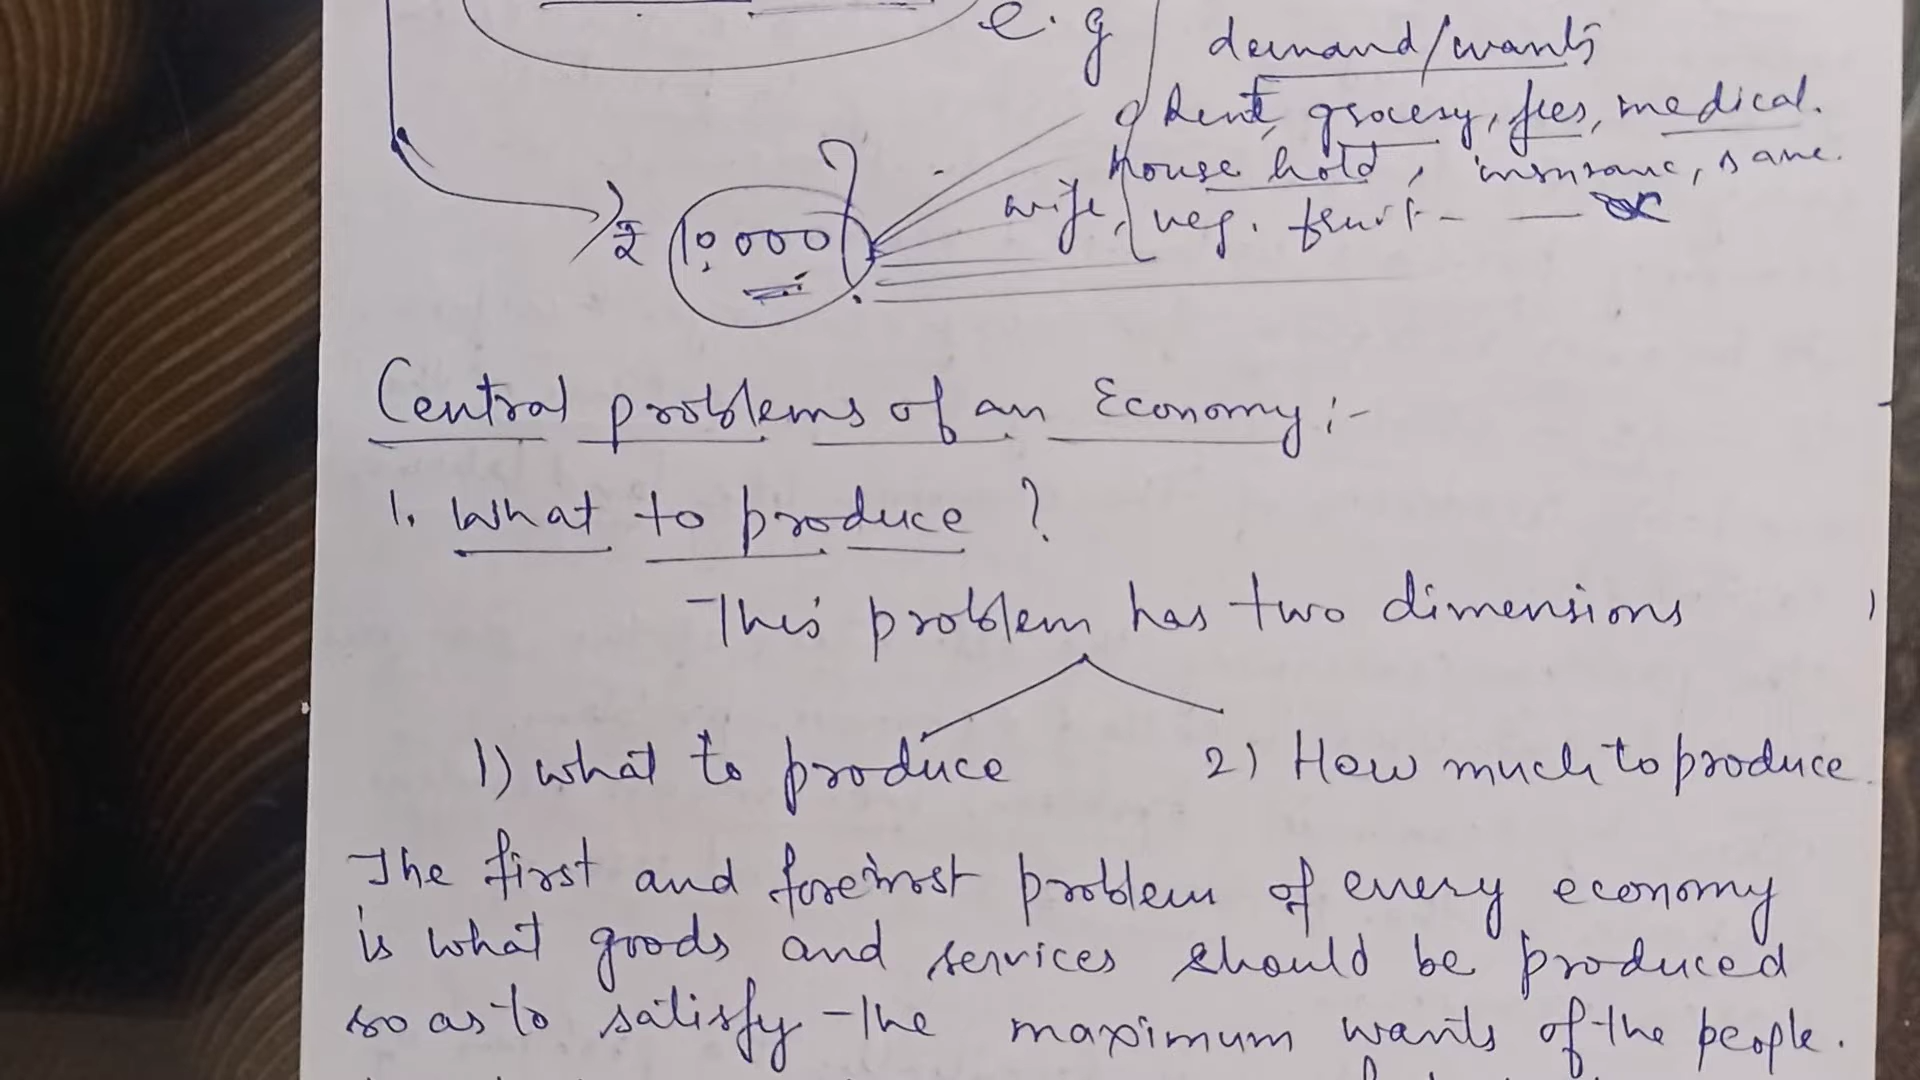 e.g demand/wants
Rent, grocery, fees, medical.
House hold, insurance, save.
wife, veg. fruit -
₹ 10,000
Central problems of an Economy :-
1. What to produce ?
This problem has two dimensions
1) what to produce 2) How much to produce.
The first and foremost problem of every economy
is what goods and services should be produced
so as to satisfy the maximum wants of the people.